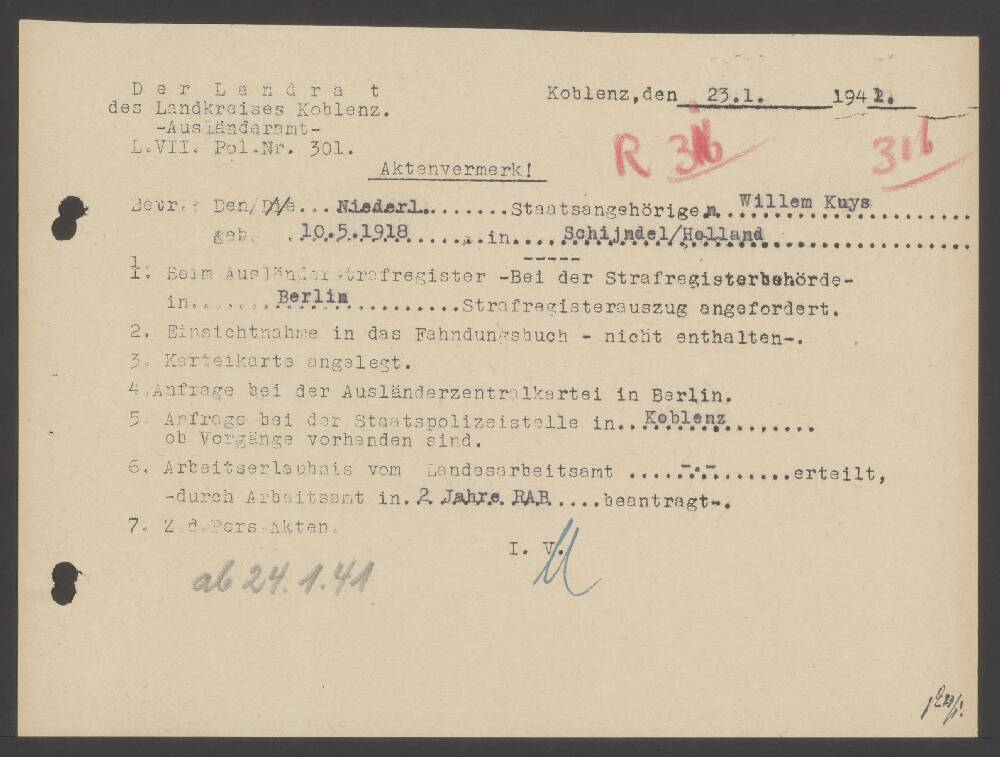 D e r  L a n d r a t
des Landkreises Koblenz.
-Ausländeramt-
L.VII. Pol.Nr. 301.
Koblenz,den 23.1. 1941.
R 316
316
Aktenvermerk!
Betr.: Den/Die...Niederl.........Staatsangehörigen Willem Kuys
geb. .10.5.1918.........in....Schijndel/Holland
-----
1. Beim Ausländerstrafregister -Bei der Strafregisterbehörde-
in.......Berlin...............Strafregisterauszug angefordert.
2. Einsichtnahme in das Fahndungsbuch - nicht enthalten-.
3. Karteikarte angelegt.
4.Anfrage bei der Ausländerzentralkartei in Berlin.
5. Anfrage bei der Staatspolizeistelle in..Koblenz........
ob Vorgänge vorhanden sind.
6. Arbeitserlaubnis vom Landesarbeitsamt ....-.-.......erteilt,
-durch Arbeitsamt in.2 Jahre RAB.....beantragt-.
7. Z.d.Pers.Akten.
I. V.
ab 24.1.41